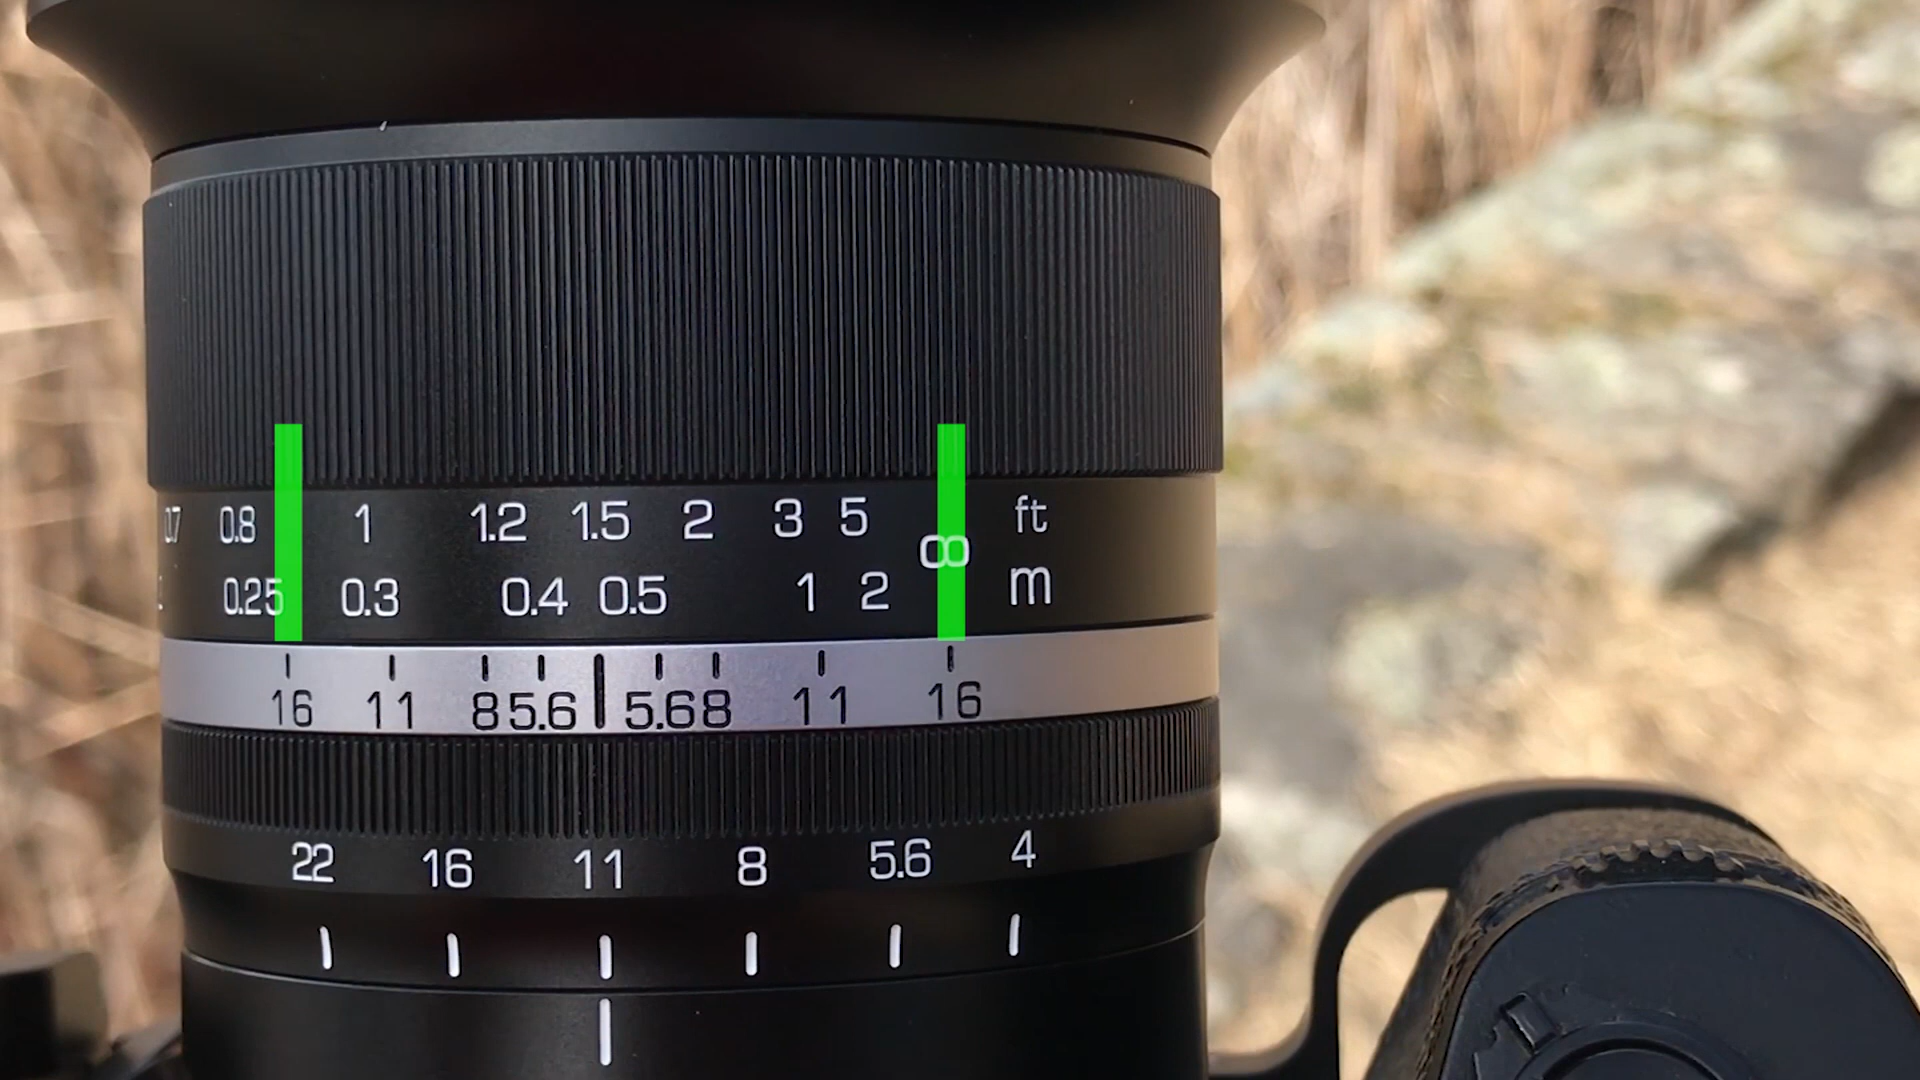 0.7 0.8 1 1.2 1.5 2 3 5 ft
∞
0.25 0.3 0.4 0.5 1 2 m
16 11 8 5.6 5.6 8 11 16
22 16 11 8 5.6 4